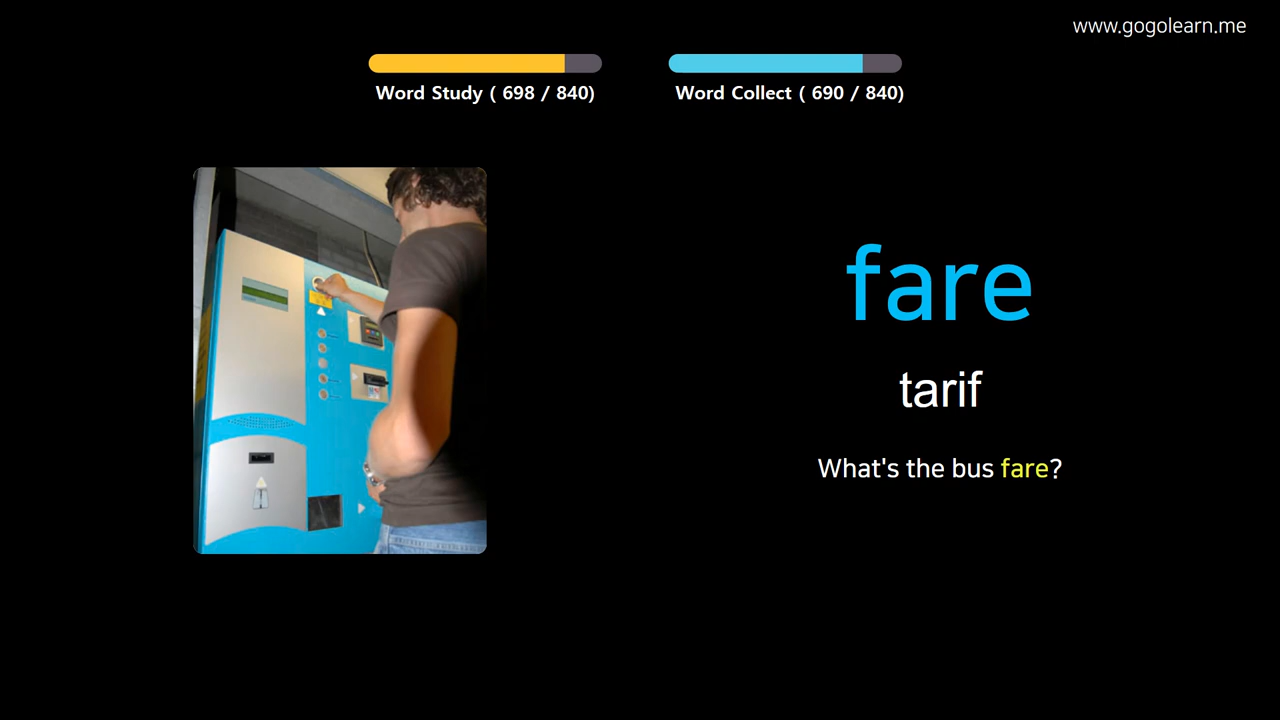 www.gogolearn.me
Word Study ( 698 / 840)
Word Collect ( 690 / 840)
fare
tarif
What's the bus fare?